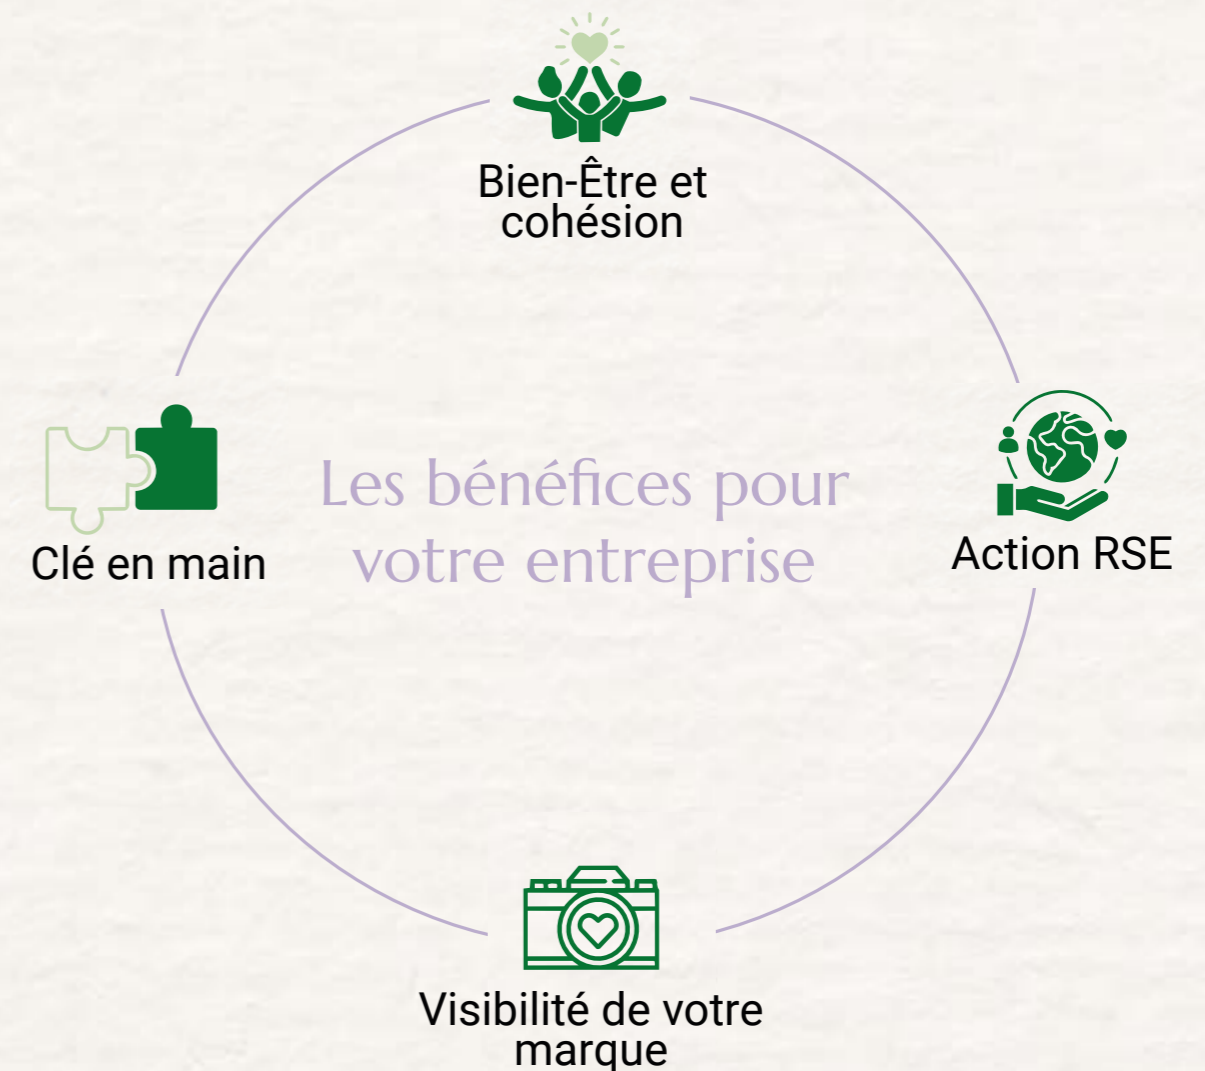 Bien-Être et
cohésion
Les bénéfices pour
votre entreprise
Clé en main
Action RSE
Visibilité de votre
marque